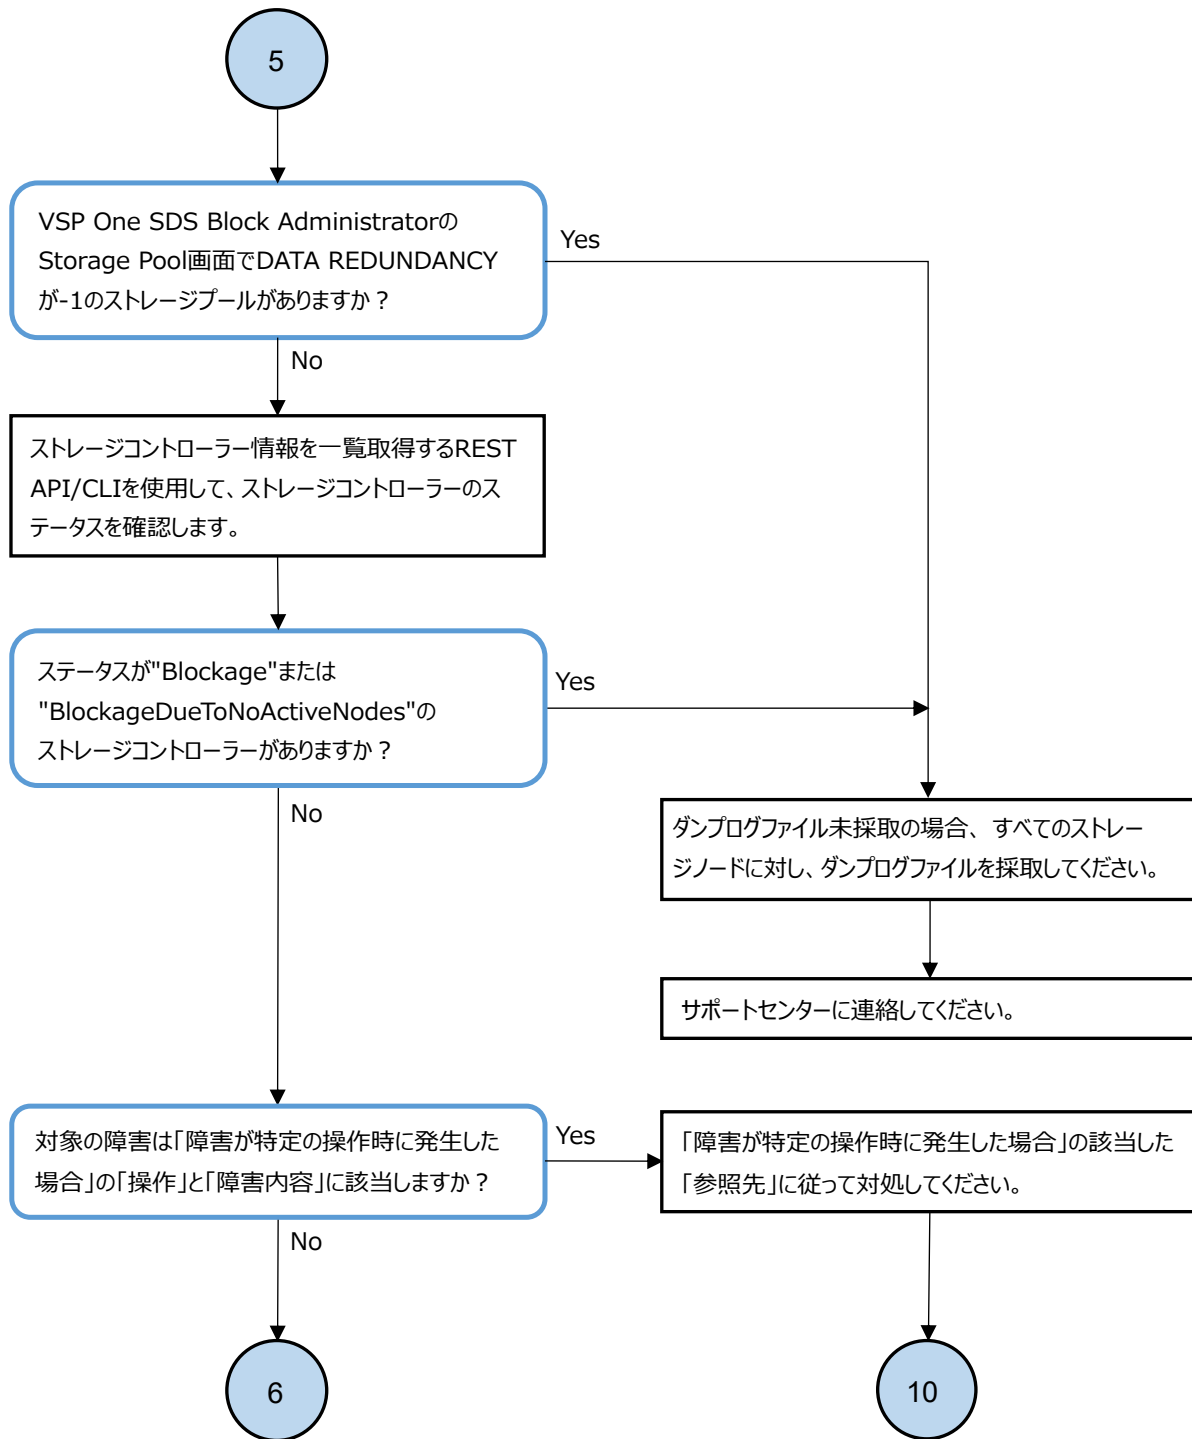 5
VSP One SDS Block Administratorの
Storage Pool画面でDATA REDUNDANCY
が-1のストレージプールがありますか？
Yes
No
ストレージコントローラー情報を一覧取得するREST
API/CLIを使用して、ストレージコントローラーのス
テータスを確認します。
ステータスが"Blockage"または
"BlockageDueToNoActiveNodes"の
ストレージコントローラーがありますか？
Yes
No
ダンプログファイル未採取の場合、すべてのストレー
ジノードに対し、ダンプログファイルを採取してください。
サポートセンターに連絡してください。
対象の障害は「障害が特定の操作時に発生した
場合」の「操作」と「障害内容」に該当しますか？
Yes
No
「障害が特定の操作時に発生した場合」の該当した
「参照先」に従って対処してください。
6
10